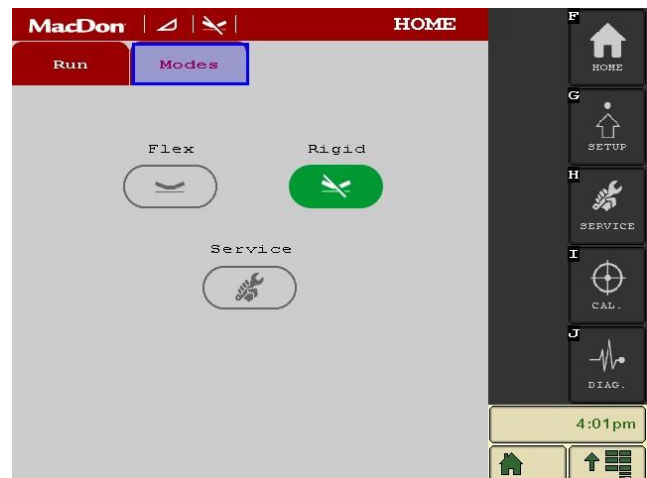 MacDon
HOME
Run
Modes
Flex
Rigid
Service
F
HOME
G
SETUP
H
SERVICE
I
CAL.
J
DIAG.
4:01pm